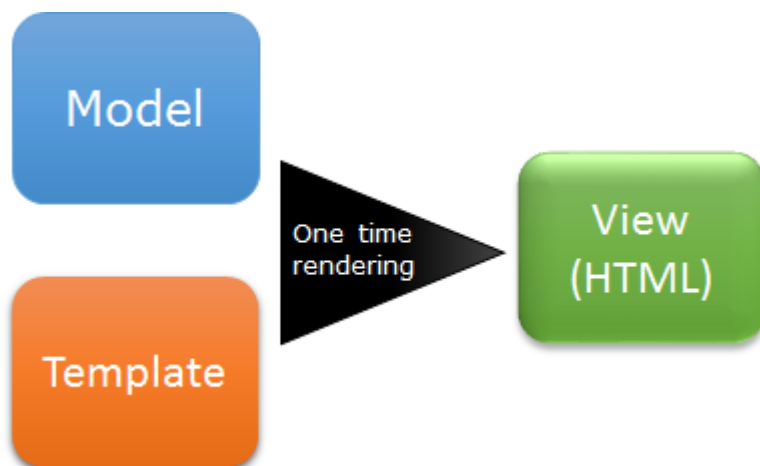 Model
One time
rendering
View
(HTML)
Template